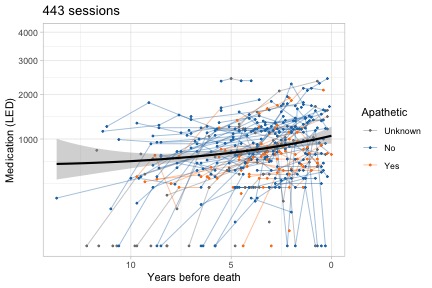 443 sessions
4000
3000
2000
1000
Medication (LED)
10
5
0
Years before death
Apathetic
Unknown
No
Yes